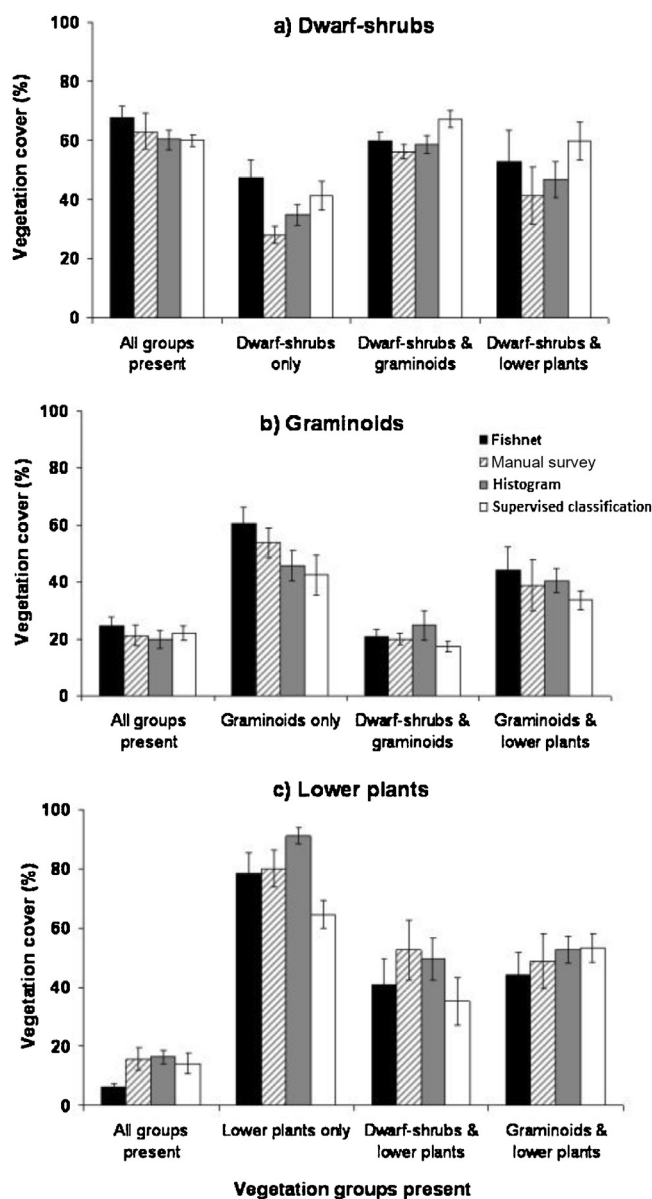 a) Dwarf-shrubs
Vegetation cover (%)
100
80
60
40
20
0
All groups present
Dwarf-shrubs only
Dwarf-shrubs & graminoids
Dwarf-shrubs & lower plants
b) Graminoids
Vegetation cover (%)
100
80
60
40
20
0
Fishnet
Manual survey
Histogram
Supervised classification
All groups present
Graminoids only
Dwarf-shrubs & graminoids
Graminoids & lower plants
c) Lower plants
Vegetation cover (%)
100
80
60
40
20
0
All groups present
Lower plants only
Dwarf-shrubs & lower plants
Graminoids & lower plants
Vegetation groups present